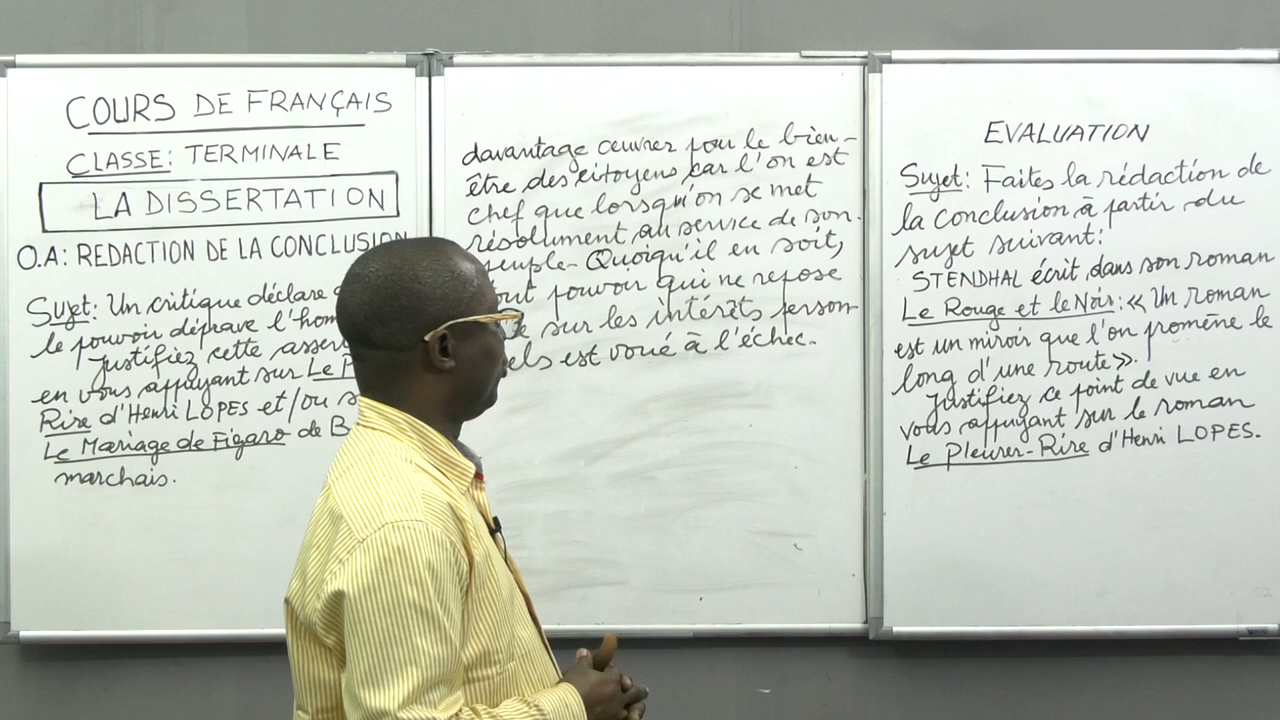 COURS DE FRANÇAIS
CLASSE: TERMINALE
LA DISSERTATION
O.A: REDACTION DE LA CONCLUSION
Sujet: Un critique déclare
le pouvoir déprave l'hom
Justifiez cette asser
en vous appuyant sur Le P
Rire d'Henri LOPES et/ou s
Le Mariage de Figaro de B
marchais.
davantage œuvrer pour le bien-
être des citoyens car l'on est
chef que lorsqu'on se met
résolument au service de son
peuple. Quoiqu'il en soit,
out pouvoir qui ne repose
e sur les intérêts person
els est voué à l'échec.
EVALUATION
Sujet: Faites la rédaction de
la conclusion à partir du
sujet suivant:
STENDHAL écrit dans son roman
Le Rouge et le Noir: « Un roman
est un miroir que l'on promène le
long d'une route».
Justifiez ce point de vue en
vous appuyant sur le roman
Le Pleurer-Rire d'Henri LOPES.